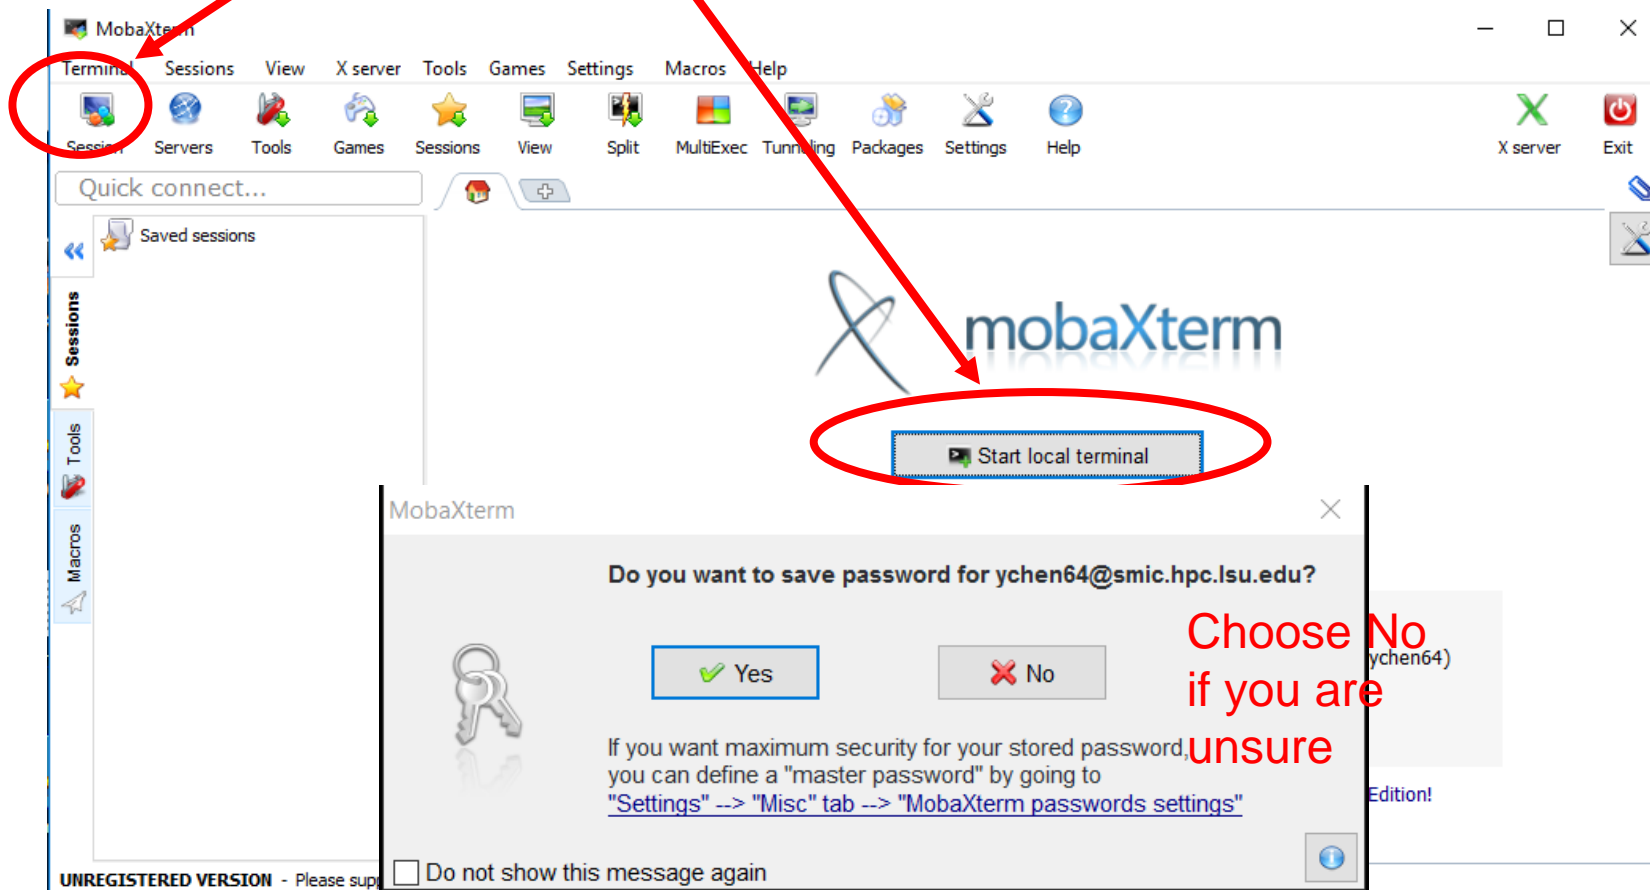 MobaXterm
Terminal Sessions View X server Tools Games Settings Macros Help
Session Servers Tools Games Sessions View Split MultiExec Tunneling Packages Settings Help X server Exit
Quick connect...
Saved sessions
Sessions
Tools
Macros
mobaXterm
Start local terminal
MobaXterm
Do you want to save password for ychen64@smic.hpc.lsu.edu?
Yes
No
Choose No
if you are
unsure
ychen64)
If you want maximum security for your stored password,
you can define a "master password" by going to
"Settings" --> "Misc" tab --> "MobaXterm passwords settings"
Edition!
Do not show this message again
UNREGISTERED VERSION - Please supp